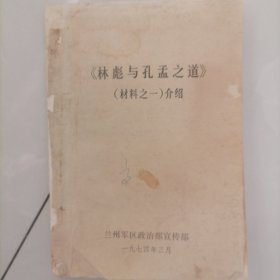 《林彪与孔孟之道》
(材料之一)介绍
兰州军区政治部宣传部
一九七四年三月